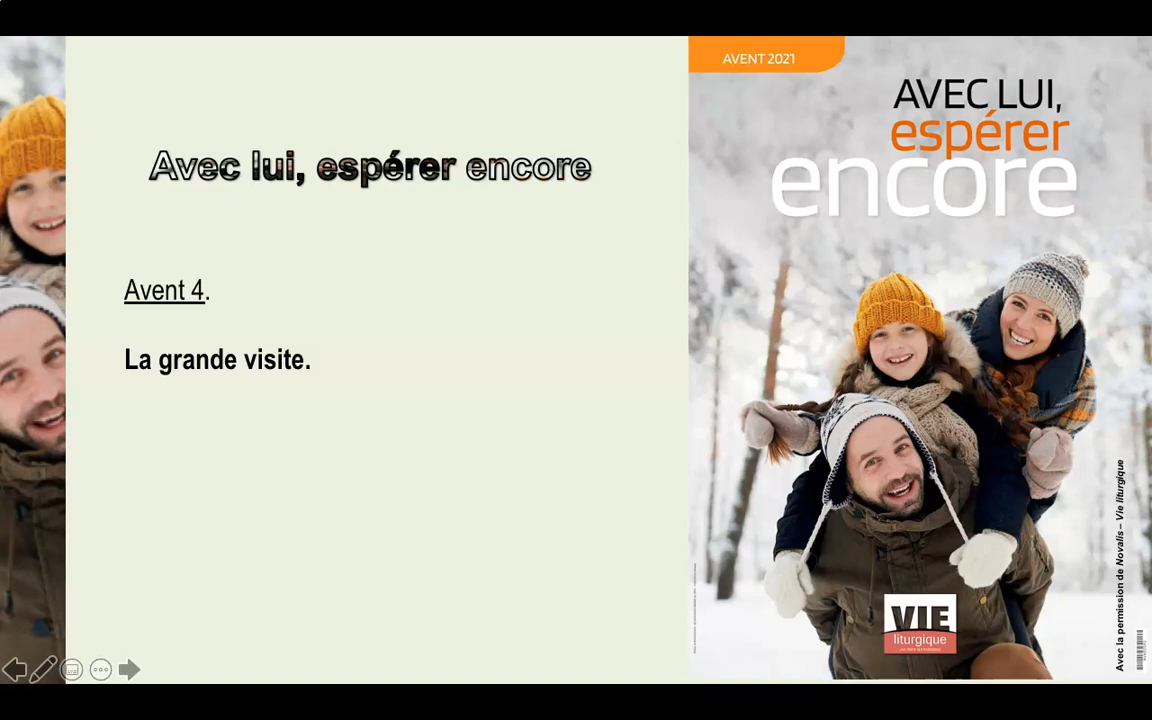 Avec lui, espérer encore
Avent 4.
La grande visite.
AVENT 2021
AVEC LUI,
espérer
encore
VIE
liturgique
Avec la permission de Novalis – Vie liturgique